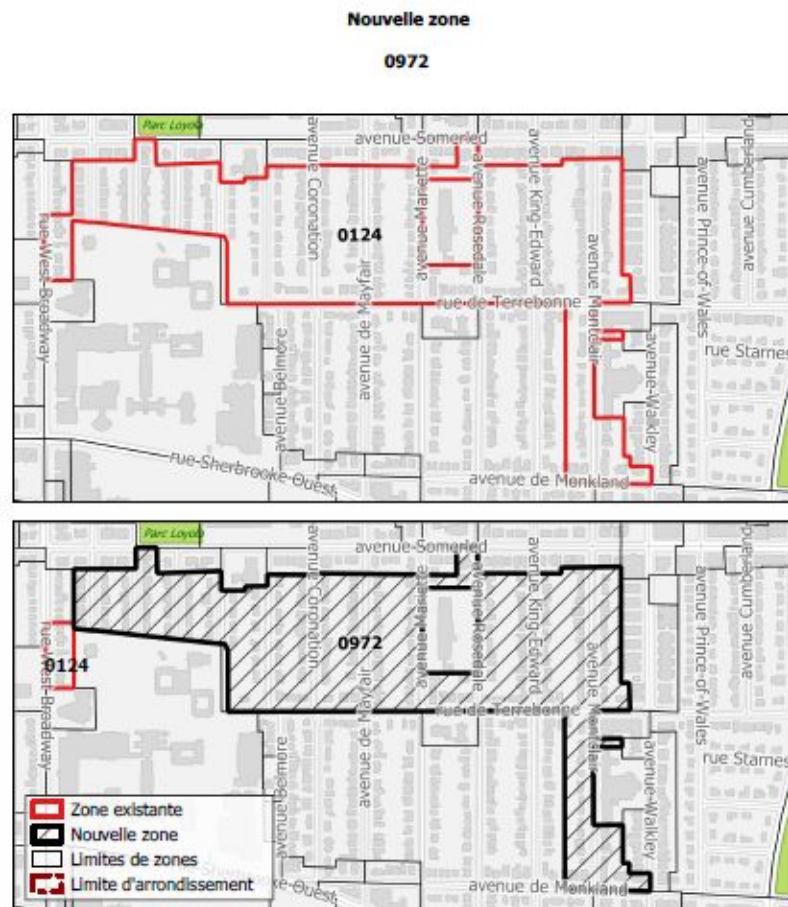 Nouvelle zone
0972
Parc Loyola
avenue Somerled
avenue Coronation
avenue Mariette
avenue Rosedale
avenue King-Edward
avenue Prince-of-Wales
avenue Cumberland
0124
rue West-Broadway
avenue de Mayfair
rue de Terrebonne
avenue Montclair
avenue Belmore
avenue Walkley
rue Starnes
rue Sherbrooke Ouest
avenue de Monkland
Parc Loyola
avenue Somerled
avenue Coronation
avenue Mariette
avenue Rosedale
avenue King-Edward
avenue Prince-of-Wales
avenue Cumberland
0972
0124
rue West-Broadway
avenue de Mayfair
rue de Terrebonne
avenue Montclair
avenue Belmore
avenue Walkley
rue Starnes
Zone existante
Nouvelle zone
Limites de zones
Limite d'arrondissement
Sherbrooke Ouest
avenue de Monkland